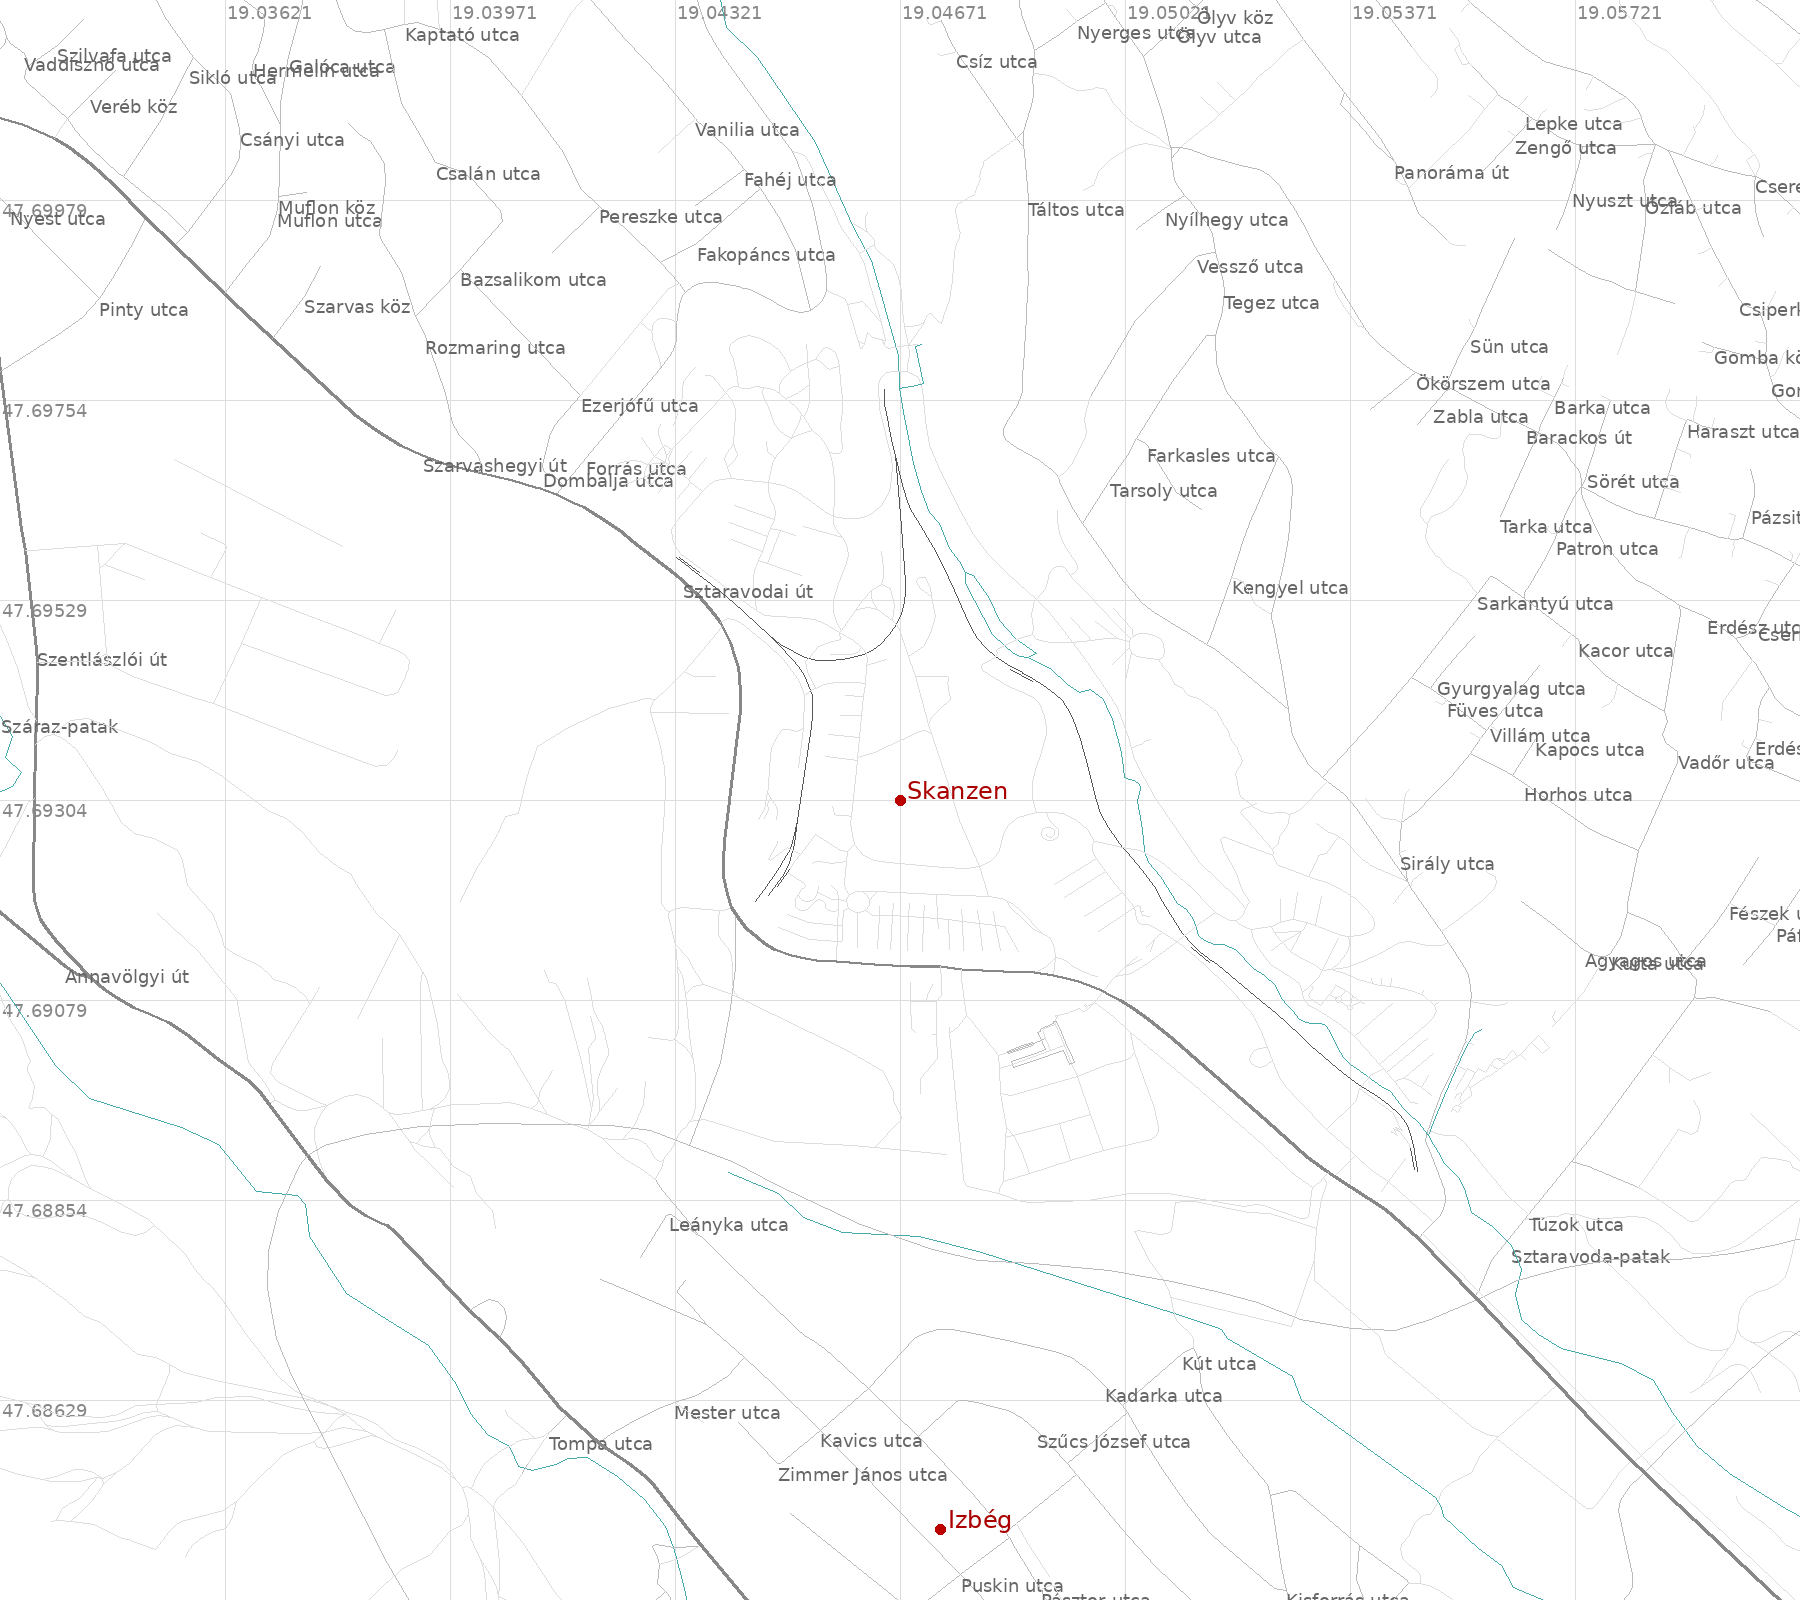 19.03621 19.03971 19.04321 19.04671 19.05021 19.05371 19.05721
Ölyv köz
Kaptató utca
Nyerges utca
Ölyv utca
Szilvafa utca
Vaddisznó utca
Csíz utca
Galóca utca
Hermelin utca
Sikló utca
Veréb köz
Lepke utca
Vanilia utca
Csányi utca
Zengő utca
Csalán utca
Panoráma út
Fahéj utca
Nyuszt utca
Őzláb utca
Muflon köz
47.69979
Táltos utca
Nyest utca
Muflon utca
Pereszke utca
Nyílhegy utca
Fakopáncs utca
Vessző utca
Bazsalikom utca
Tegez utca
Szarvas köz
Pinty utca
Rozmaring utca
Sün utca
Ökörszem utca
Ezerjófű utca
47.69754
Barka utca
Zabla utca
Haraszt utca
Barackos út
Farkasles utca
Szarvashegyi út
Forrás utca
Dombalja utca
Sörét utca
Tarsoly utca
Tarka utca
Patron utca
Kengyel utca
Sztaravodai út
Sarkantyú utca
47.69529
Kacor utca
Szentlászlói út
Gyurgyalag utca
Füves utca
Száraz-patak
Villám utca
Kapocs utca
Vadőr utca
Skanzen
Horhos utca
47.69304
Sirály utca
Agyagos utca
Kurta utca
Annavölgyi út
47.69079
47.68854
Leányka utca
Túzok utca
Sztaravoda-patak
Kút utca
Kadarka utca
47.68629
Mester utca
Kavics utca
Szűcs József utca
Tompa utca
Zimmer János utca
Izbég
Puskin utca